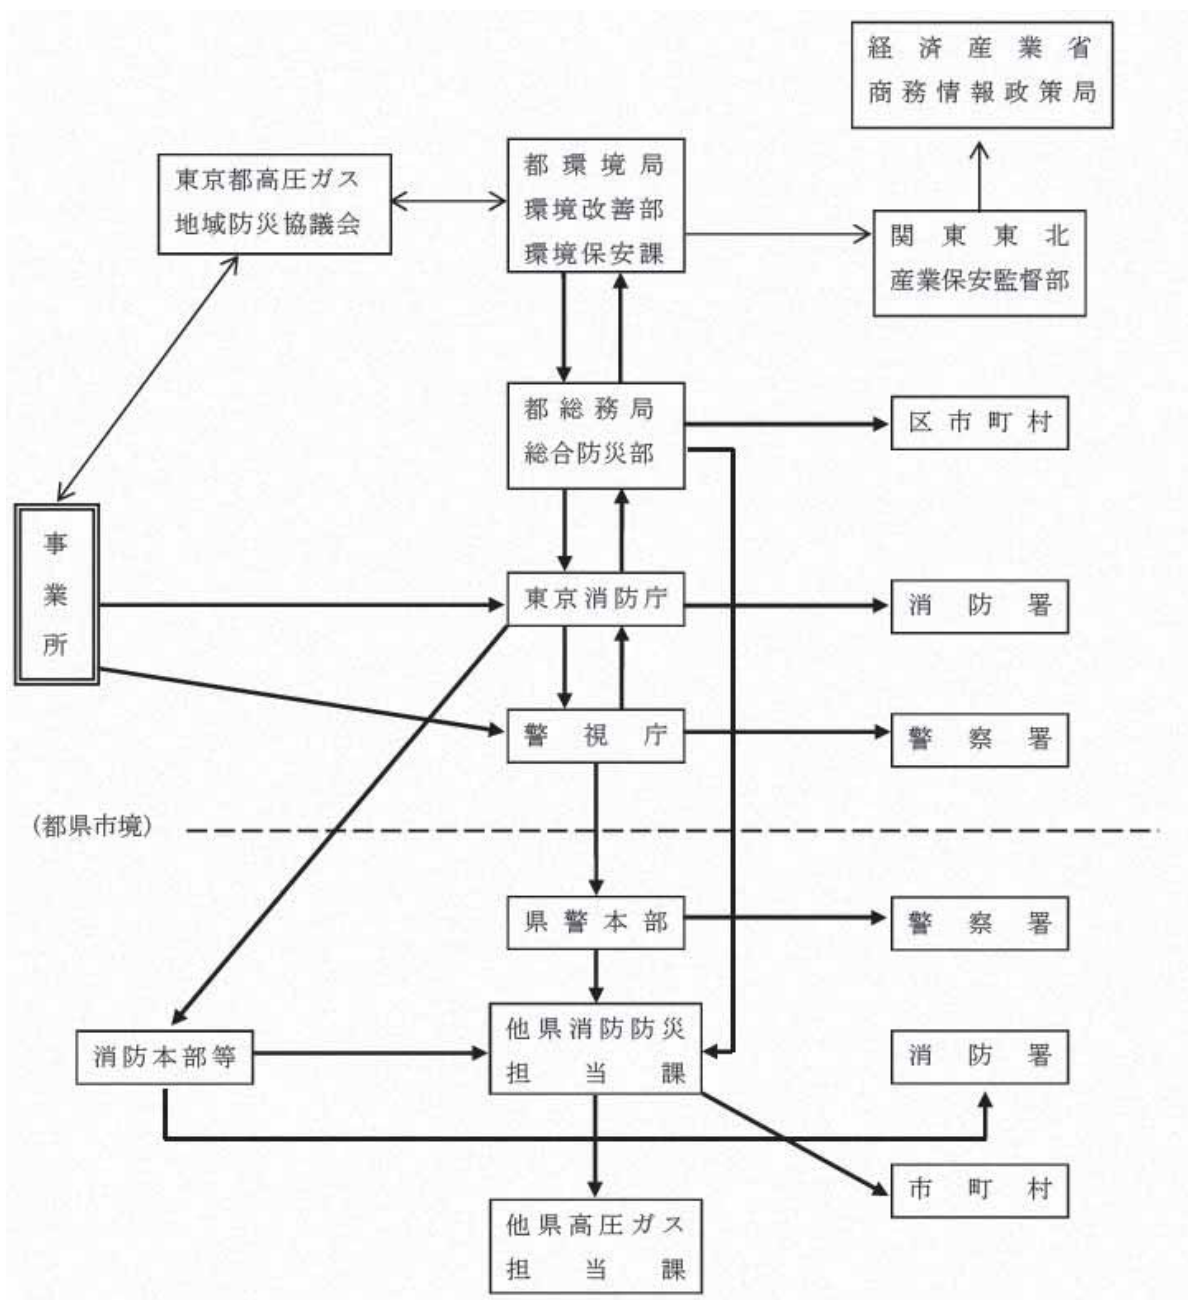 経済産業省
商務情報政策局
東京都高圧ガス
地域防災協議会
都環境局
環境改善部
環境保安課
関東東北
産業保安監督部
都総務局
総合防災部
区市町村
事
業
所
東京消防庁
消防署
警視庁
警察署
(都県市境)
県警本部
警察署
消防本部等
他県消防防災
担当課
消防署
市町村
他県高圧ガス
担当課